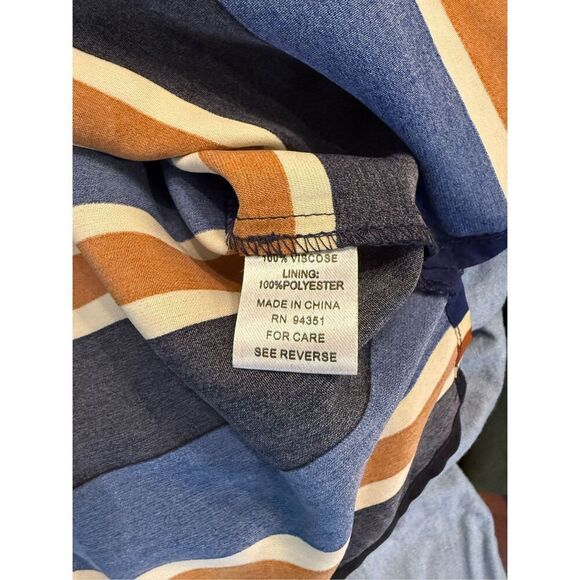 100% VISCOSE
LINING:
100%POLYESTER
MADE IN CHINA
RN 94351
FOR CARE
SEE REVERSE